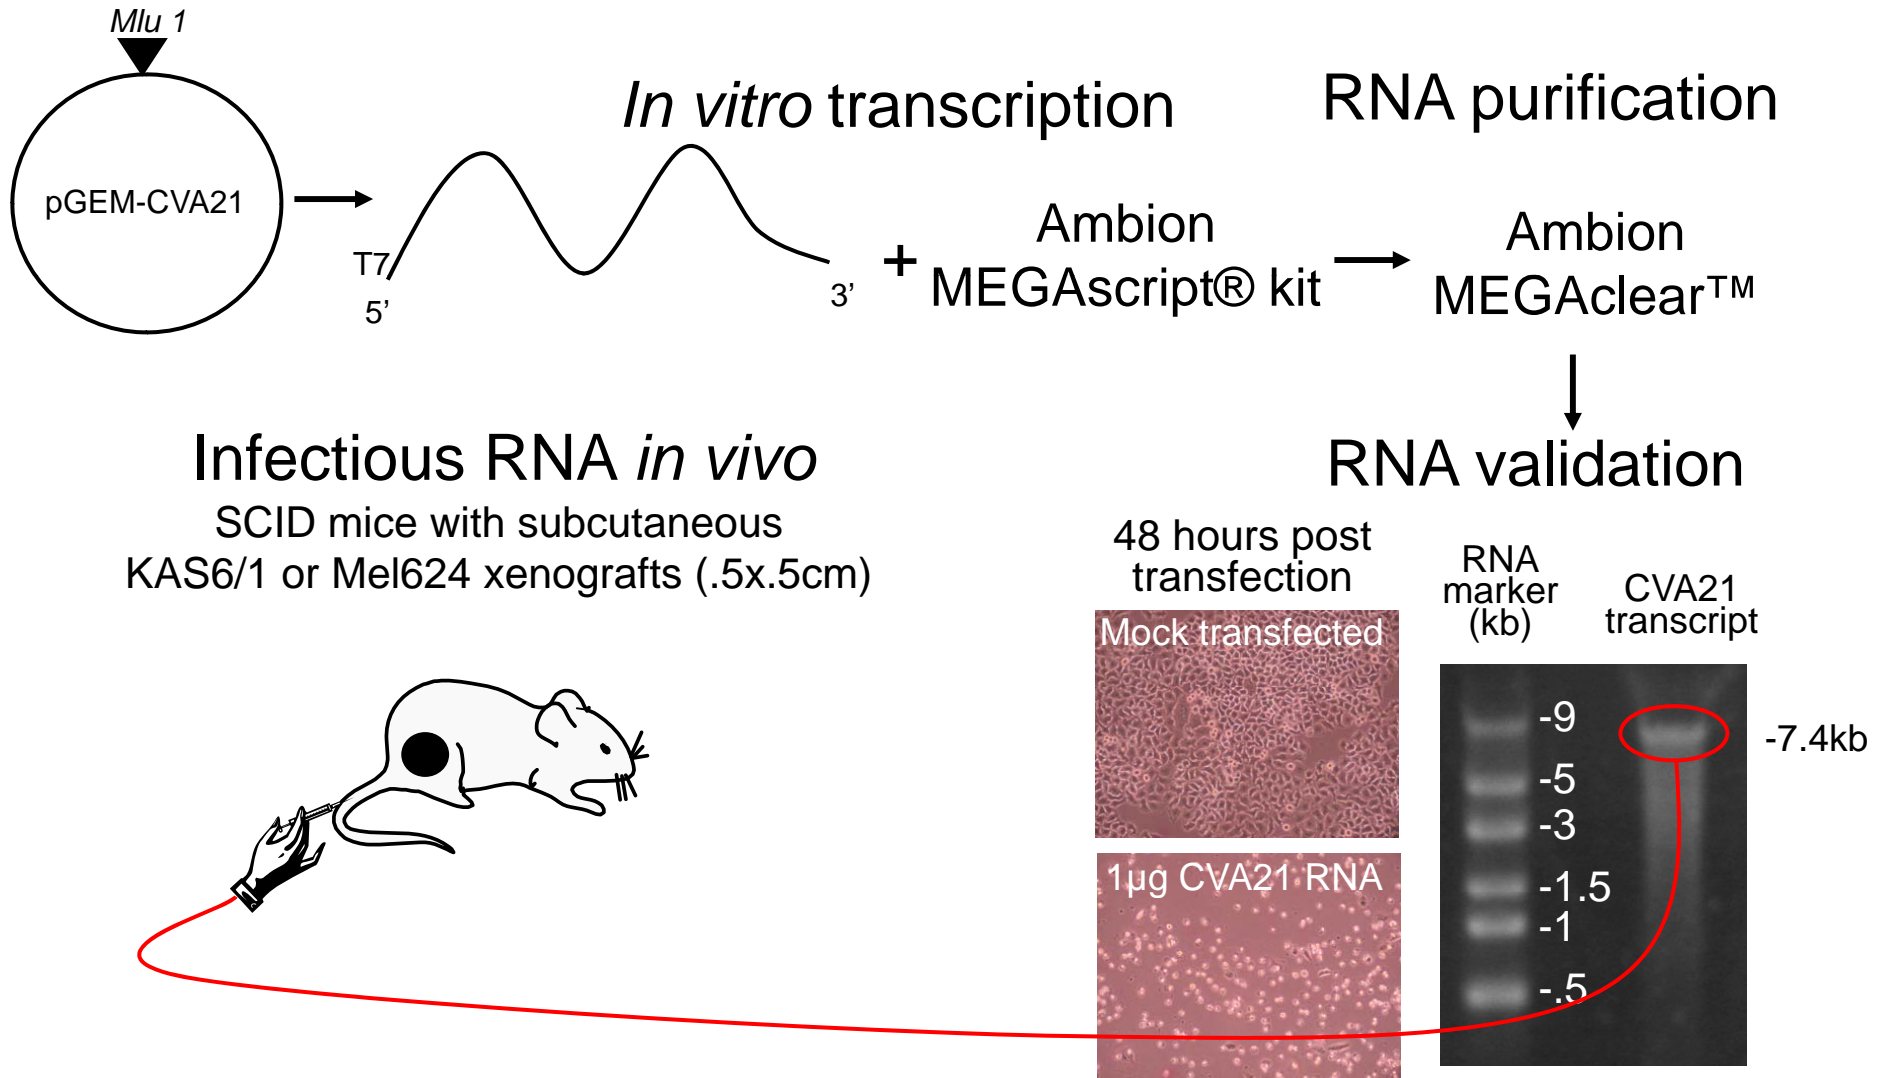 Mlu 1
pGEM-CVA21
In vitro transcription
T7
5’
3’
+
Ambion
MEGAscript® kit
RNA purification
Ambion
MEGAclear™
RNA validation
48 hours post
transfection
Mock transfected
1µg CVA21 RNA
RNA
marker
(kb)
CVA21
transcript
-9
-5
-3
-1.5
-1
-.5
-7.4kb
Infectious RNA in vivo
SCID mice with subcutaneous
KAS6/1 or Mel624 xenografts (.5x.5cm)